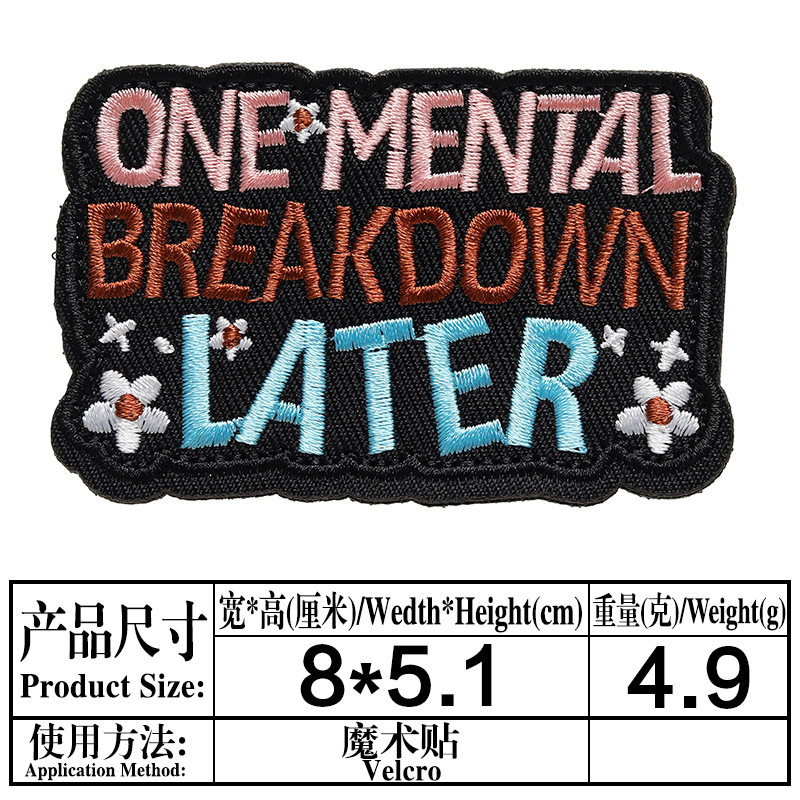 ONE MENTAL
BREAKDOWN
LATER
产品尺寸
Product Size:
宽*高(厘米)/Wedth*Height(cm)
重量(克)/Weight(g)
8*5.1
4.9
使用方法:
Application Method:
魔术贴
Velcro